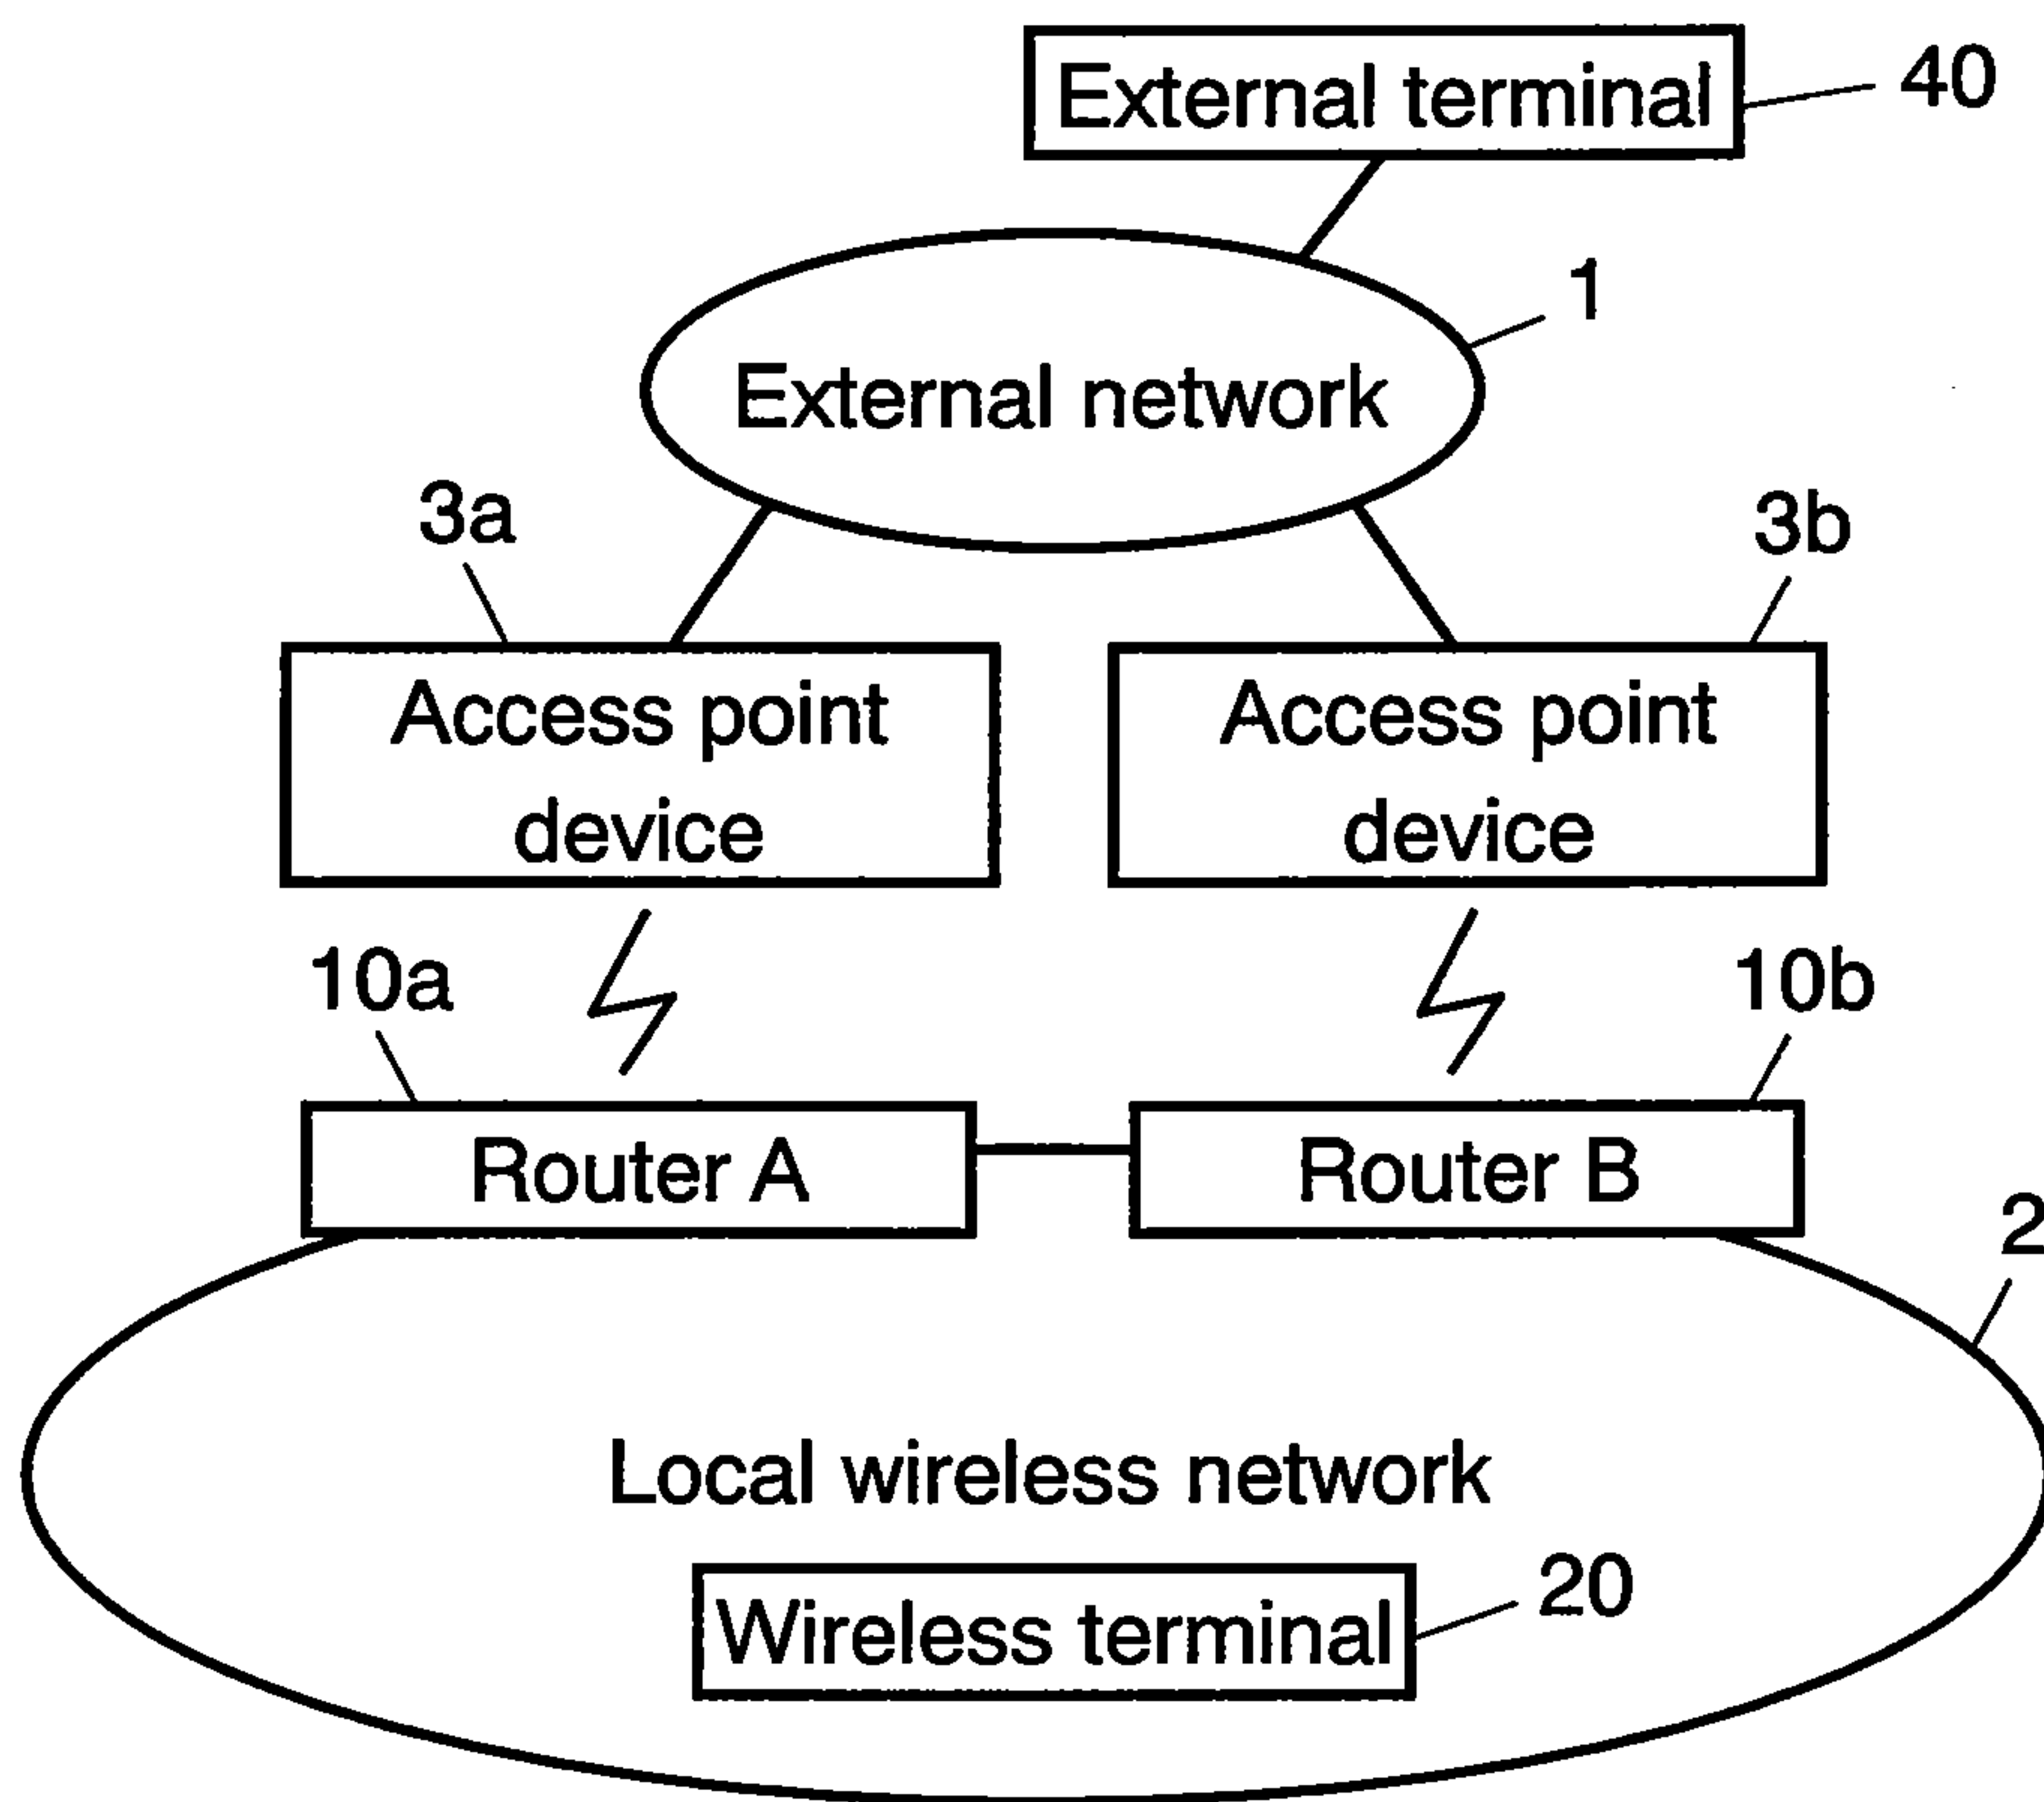 External terminal
40
1
External network
3a
3b
Access point
device
Access point
device
10a
10b
Router A
Router B
2
Local wireless network
20
Wireless terminal